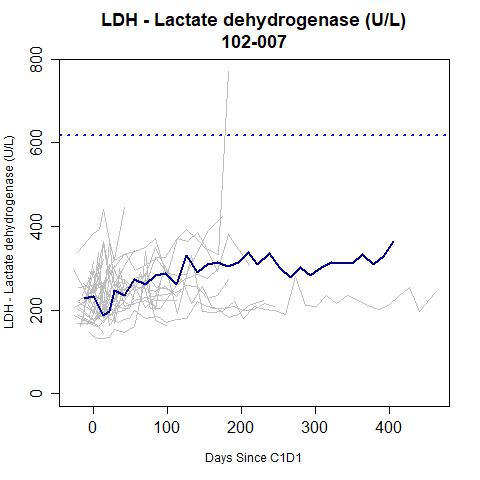 LDH - Lactate dehydrogenase (U/L)
102-007
LDH - Lactate dehydrogenase (U/L)
800
600
400
200
0
0 100 200 300 400
Days Since C1D1